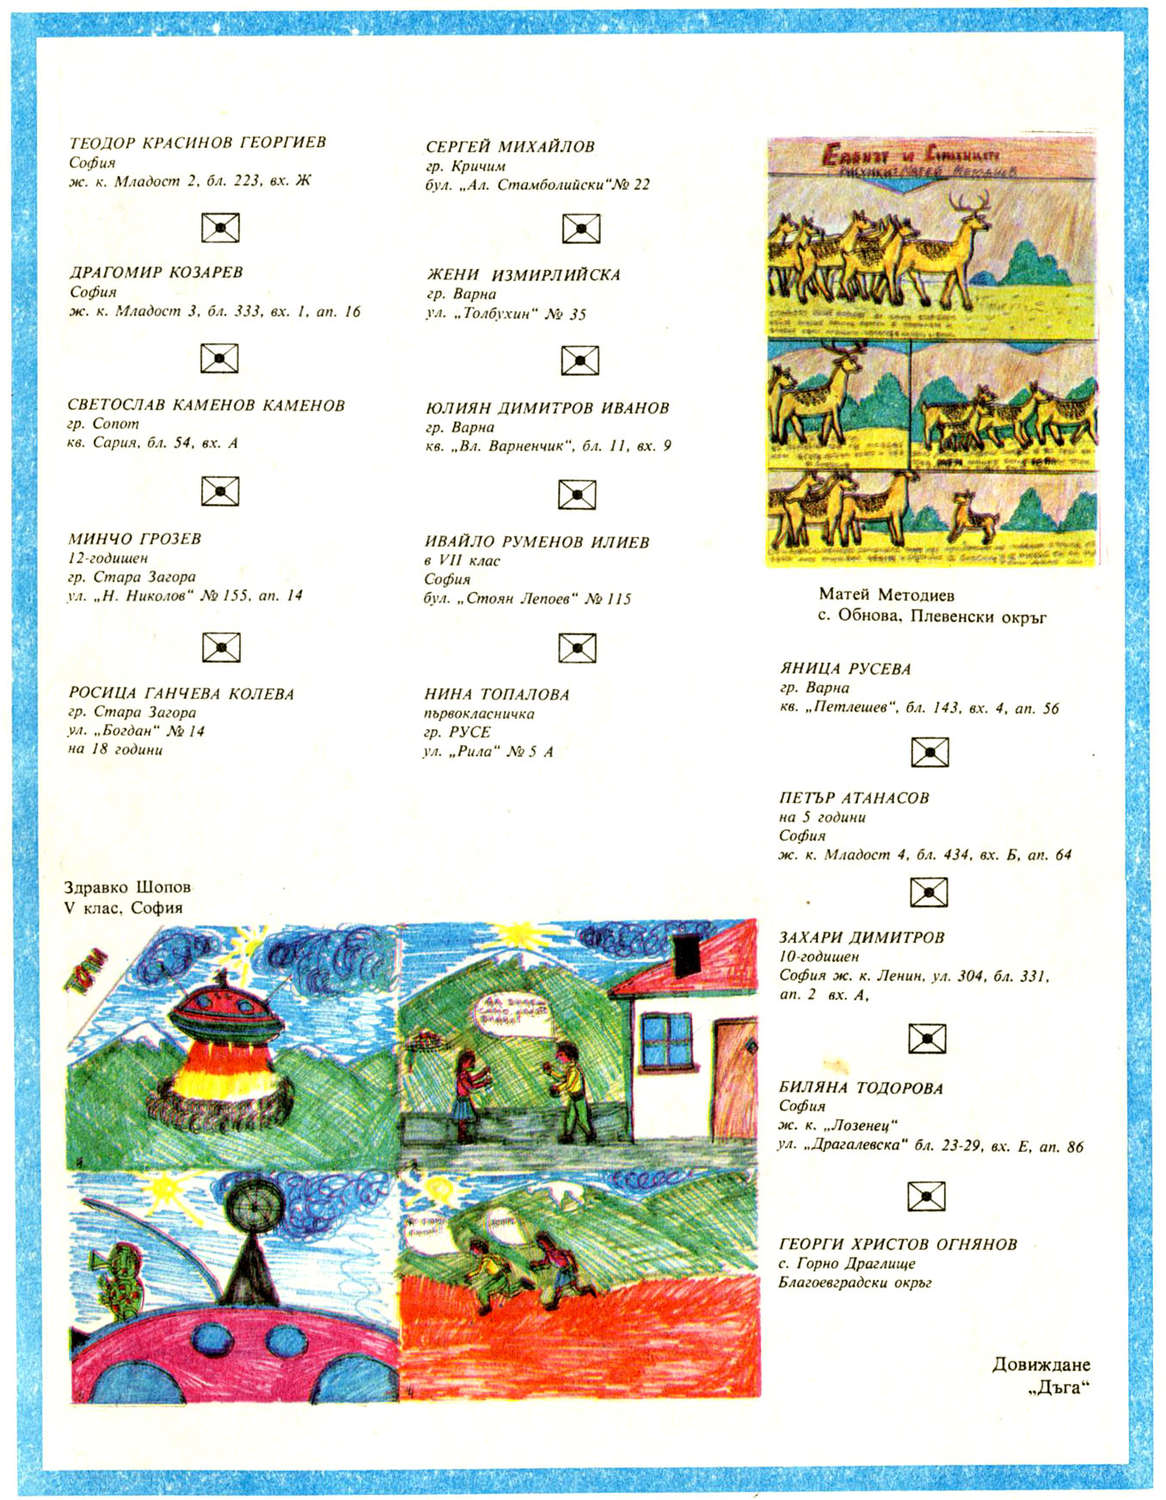 ТЕОДОР КРАСИНОВ ГЕОРГИЕВ
София
ж. к. Младост 2, бл. 223, вх. Ж
ДРАГОМИР КОЗАРЕВ
София
ж. к. Младост 3, бл. 333, вх. 1, ап. 16
СВЕТОСЛАВ КАМЕНОВ КАМЕНОВ
гр. Сопот
кв. Сария, бл. 54, вх. А
МИНЧО ГРОЗЕВ
12-годишен
гр. Стара Загора
ул. „Н. Николов“ № 155, ап. 14
РОСИЦА ГАНЧЕВА КОЛЕВА
гр. Стара Загора
ул. „Богдан“ № 14
на 18 години
СЕРГЕЙ МИХАЙЛОВ
гр. Кричим
бул. „Ал. Стамболийски“№ 22
ЖЕНИ ИЗМИРЛИЙСКА
гр. Варна
ул. „Толбухин“ № 35
ЮЛИЯН ДИМИТРОВ ИВАНОВ
гр. Варна
кв. „Вл. Варненчик“, бл. 11, вх. 9
ИВАЙЛО РУМЕНОВ ИЛИЕВ
в VII клас
София
бул. „Стоян Лепоев“ № 115
НИНА ТОПАЛОВА
първокласничка
гр. РУСЕ
ул. „Рила“ № 5 А
Еленът и
Матей Методиев
Матей Методиев
с. Обнова, Плевенски окръг
ЯНИЦА РУСЕВА
гр. Варна
кв. „Петлешев“, бл. 143, вх. 4, ап. 56
ПЕТЪР АТАНАСОВ
на 5 години
София
ж. к. Младост 4, бл. 434, вх. Б, ап. 64
ЗАХАРИ ДИМИТРОВ
10-годишен
София ж. к. Ленин, ул. 304, бл. 331,
ап. 2 вх. А,
БИЛЯНА ТОДОРОВА
София
ж. к. „Лозенец“
ул. „Драгалевска“ бл. 23-29, вх. Е, ап. 86
ГЕОРГИ ХРИСТОВ ОГНЯНОВ
с. Горно Драглище
Благоевградски окръг
Здравко Шопов
V клас, София
Довиждане
„Дъга“